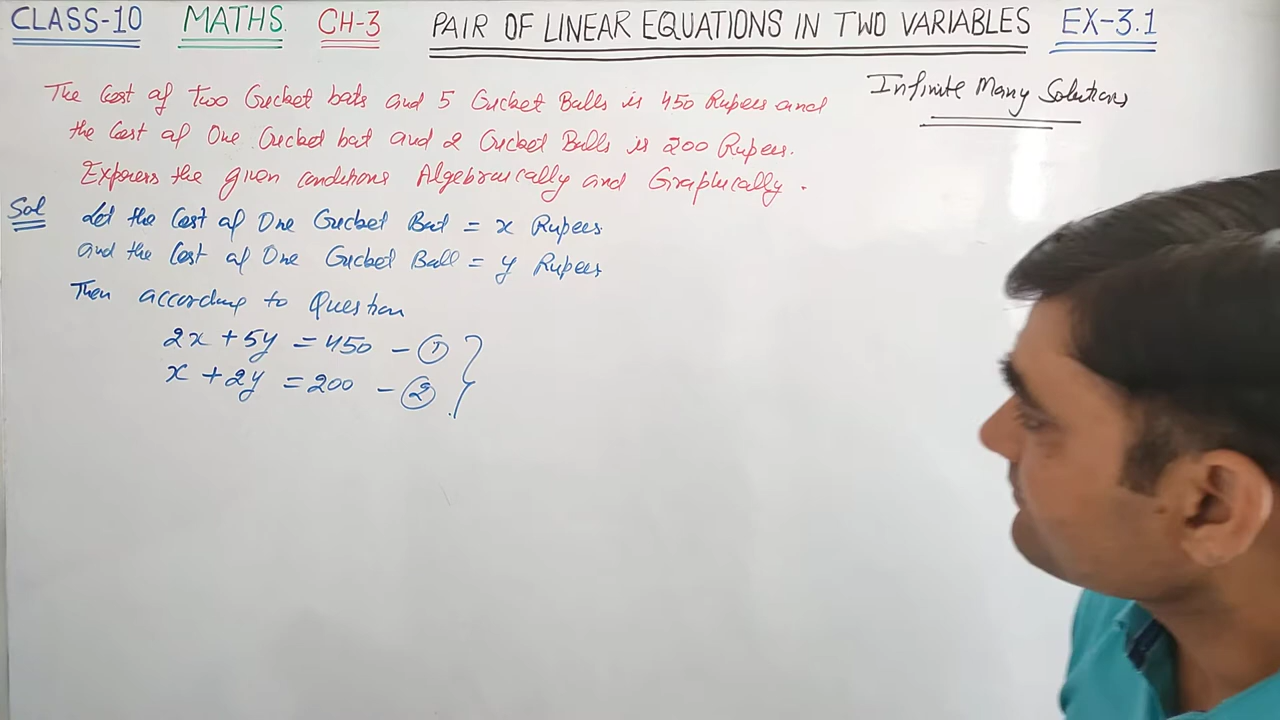 CLASS-10 MATHS CH-3 PAIR OF LINEAR EQUATIONS IN TWO VARIABLES EX-3.1
Infinite Many Solutions
The Cost of Two Cricket bats and 5 Cricket Balls is 450 Rupees and
the Cost of One Cricket bat and 2 Cricket Balls is 200 Rupees.
Express the given conditions Algebraically and Graphically.
Sol Let the Cost of One Cricket Bat = x Rupees
and the Cost of One Cricket Ball = y Rupees
Then according to Question
2x + 5y = 450 - ①
x + 2y = 200 - ②